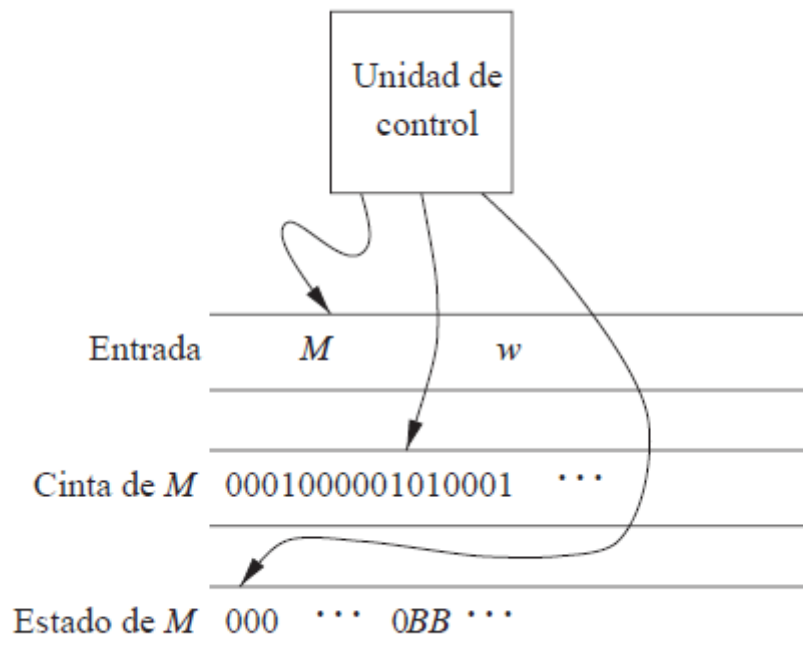 Unidad de
control
Entrada M w
Cinta de M 0001000001010001 ···
Estado de M 000 ··· 0BB ···